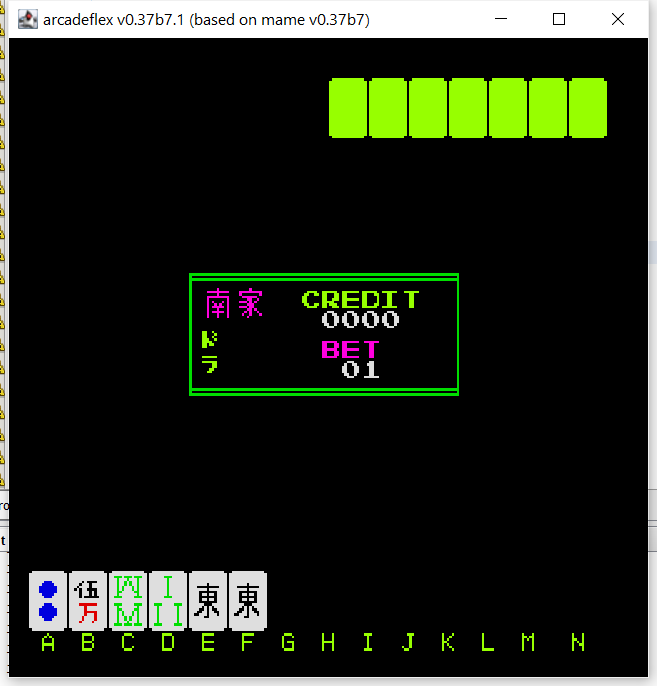 arcadeflex v0.37b7.1 (based on mame v0.37b7)
南家
CREDIT
0000
ドラ
BET
01
伍万
東
東
A B C D E F G H I J K L M N